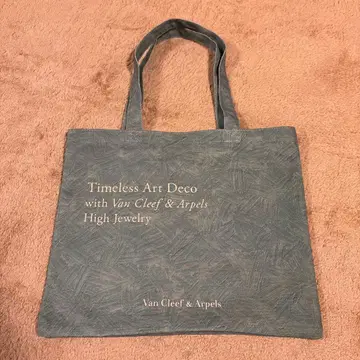 Timeless Art Deco
with Van Cleef & Arpels
High Jewelry
Van Cleef & Arpels